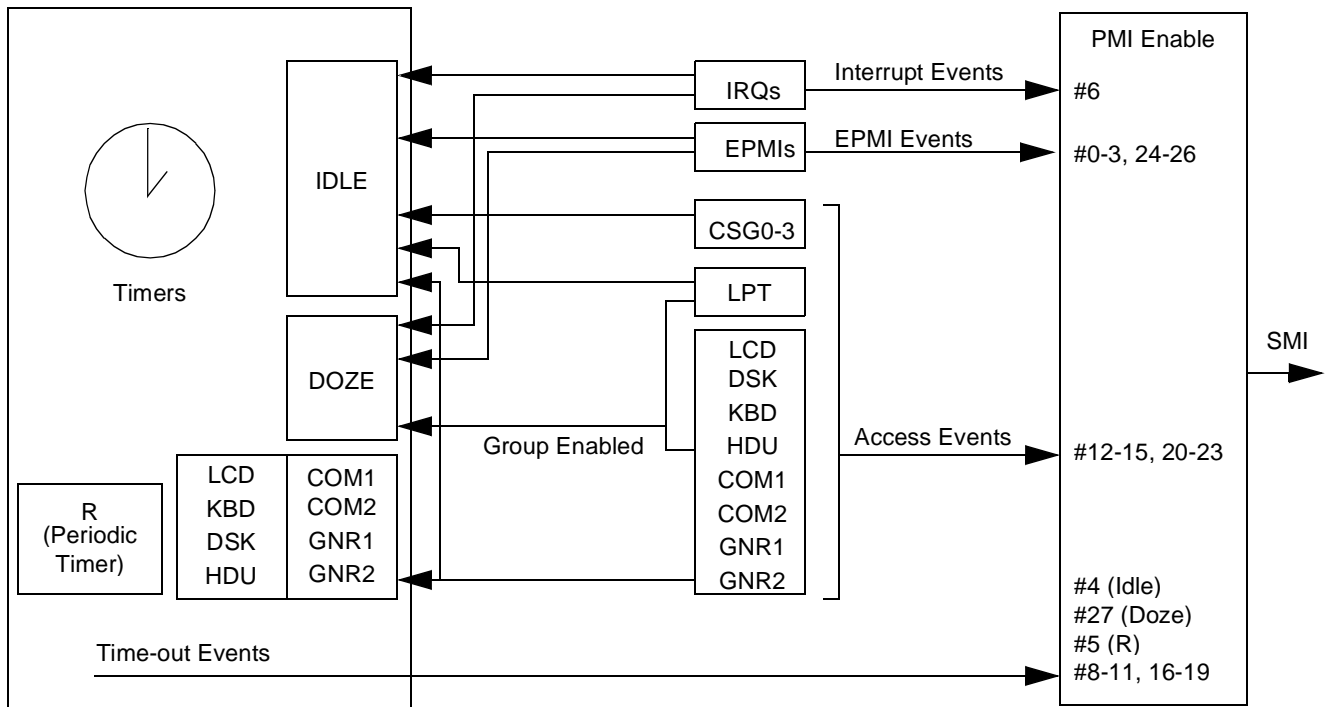 PMI Enable
Interrupt Events
IRQs
#6
EPMI Events
EPMIs
#0-3, 24-26
IDLE
CSG0-3
Timers
LPT
SMI
DOZE
LCD
DSK
KBD
HDU
COM1
COM2
GNR1
GNR2
Group Enabled
Access Events
#12-15, 20-23
R
(Periodic
Timer)
LCD
KBD
DSK
HDU
COM1
COM2
GNR1
GNR2
#4 (Idle)
#27 (Doze)
#5 (R)
#8-11, 16-19
Time-out Events